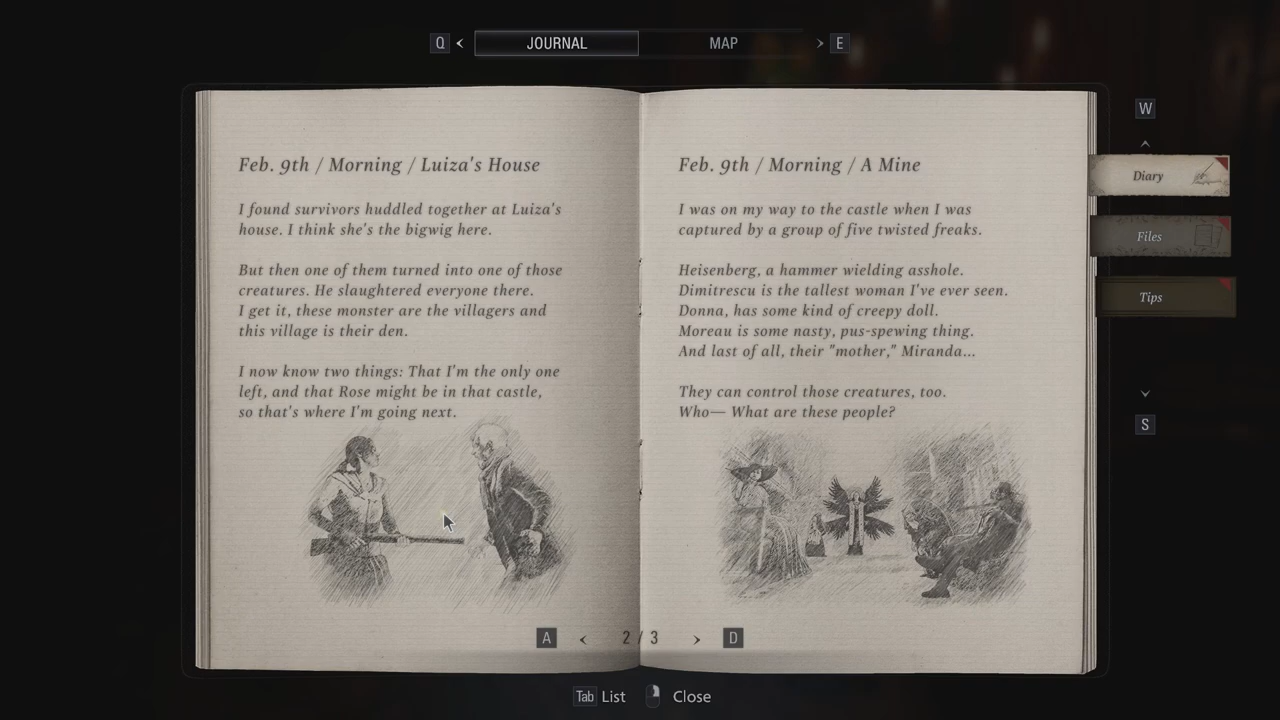 Q
JOURNAL
MAP
E
W
Feb. 9th / Morning / Luiza's House
I found survivors huddled together at Luiza's
house. I think she's the bigwig here.
But then one of them turned into one of those
creatures. He slaughtered everyone there.
I get it, these monster are the villagers and
this village is their den.
I now know two things: That I'm the only one
left, and that Rose might be in that castle,
so that's where I'm going next.
Feb. 9th / Morning / A Mine
I was on my way to the castle when I was
captured by a group of five twisted freaks.
Heisenberg, a hammer wielding asshole.
Dimitrescu is the tallest woman I've ever seen.
Donna, has some kind of creepy doll.
Moreau is some nasty, pus-spewing thing.
And last of all, their "mother," Miranda...
They can control those creatures, too.
Who— What are these people?
Diary
Files
Tips
S
A
2 / 3
D
Tab List
Close